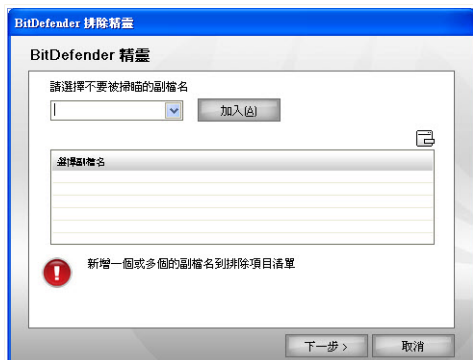 BitDefender 排除精靈
BitDefender 精靈
請選擇不要被掃瞄的副檔名
加入(A)
選擇副檔名
新增一個或多個的副檔名到排除項目清單
下一步 >
取消